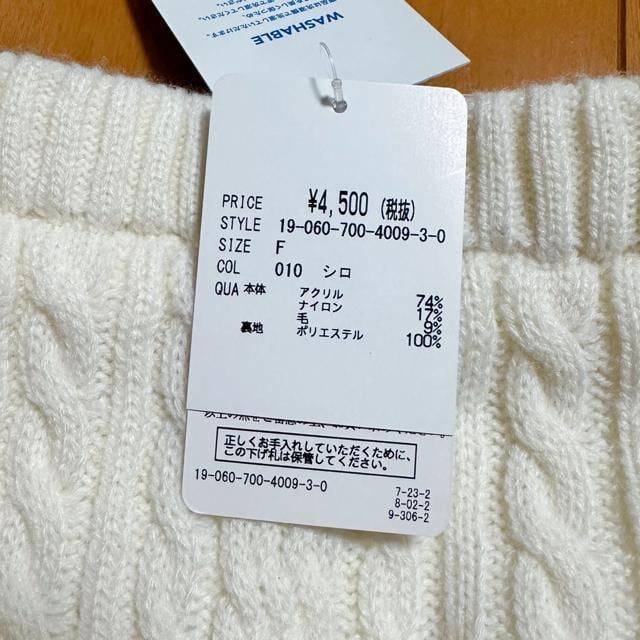 WASHABLE
PRICE ¥4,500 (税抜)
STYLE 19-060-700-4009-3-0
SIZE F
COL 010 シロ
QUA 本体 アクリル 74%
ナイロン 17%
毛 9%
裏地 ポリエステル 100%
正しくお手入れしていただくために、
この下げ札は保管してください。
19-060-700-4009-3-0
7-23-2
8-02-2
9-306-2